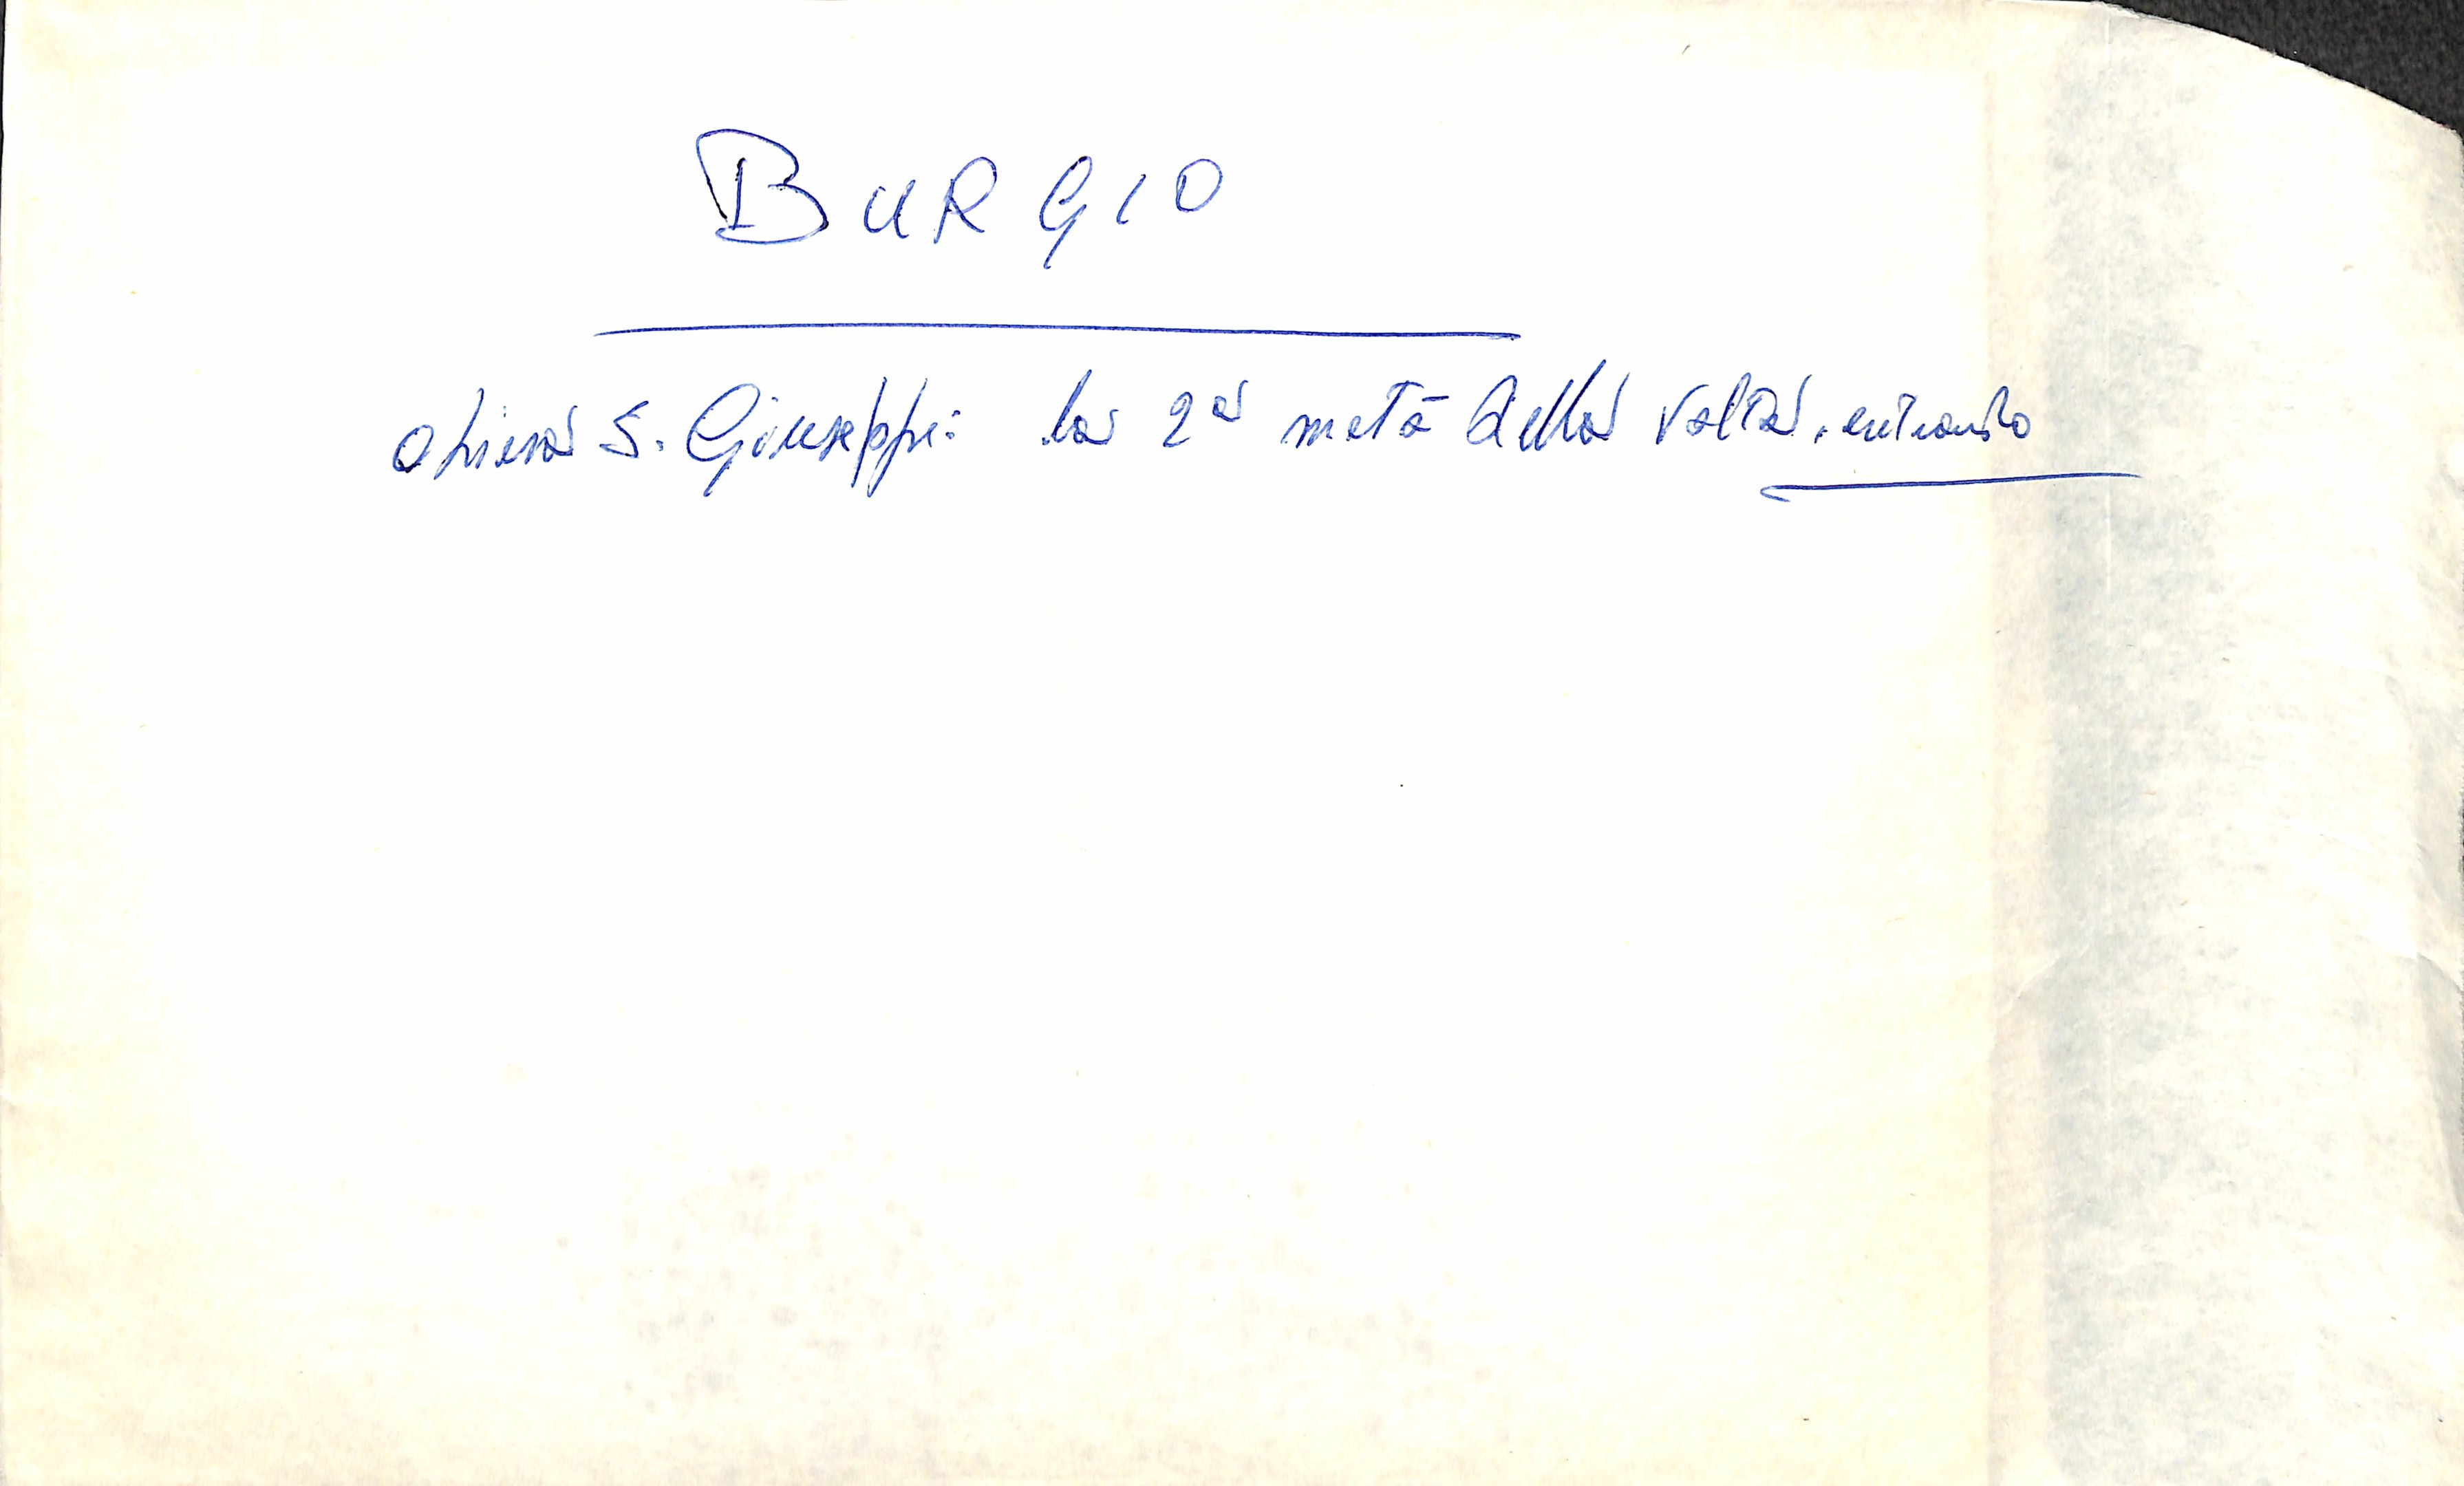 BURGIO
chiesa S. Giuseppe: la 2ª metà della volta, entrando